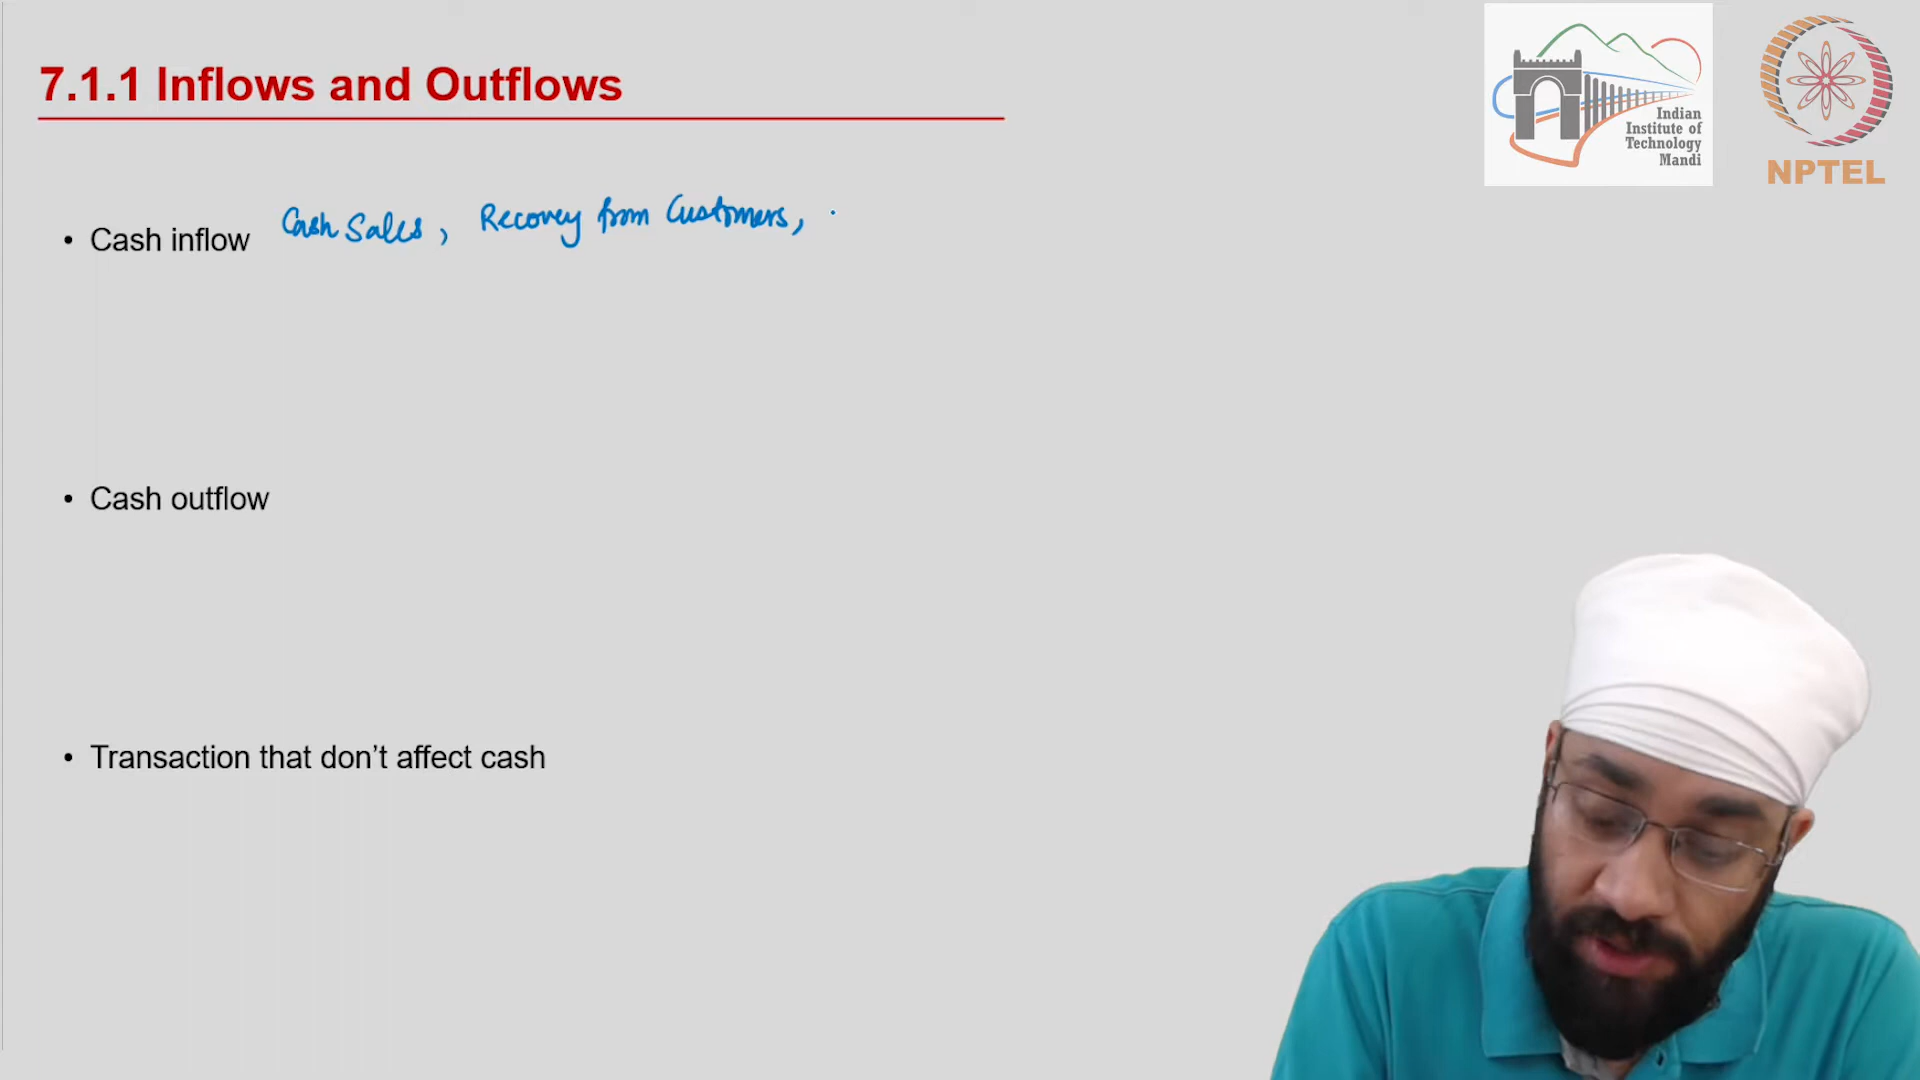 7.1.1 Inflows and Outflows
Indian
Institute of
Technology
Mandi
NPTEL
• Cash inflow Cash Sales, Recovey from Customers,
• Cash outflow
• Transaction that don’t affect cash